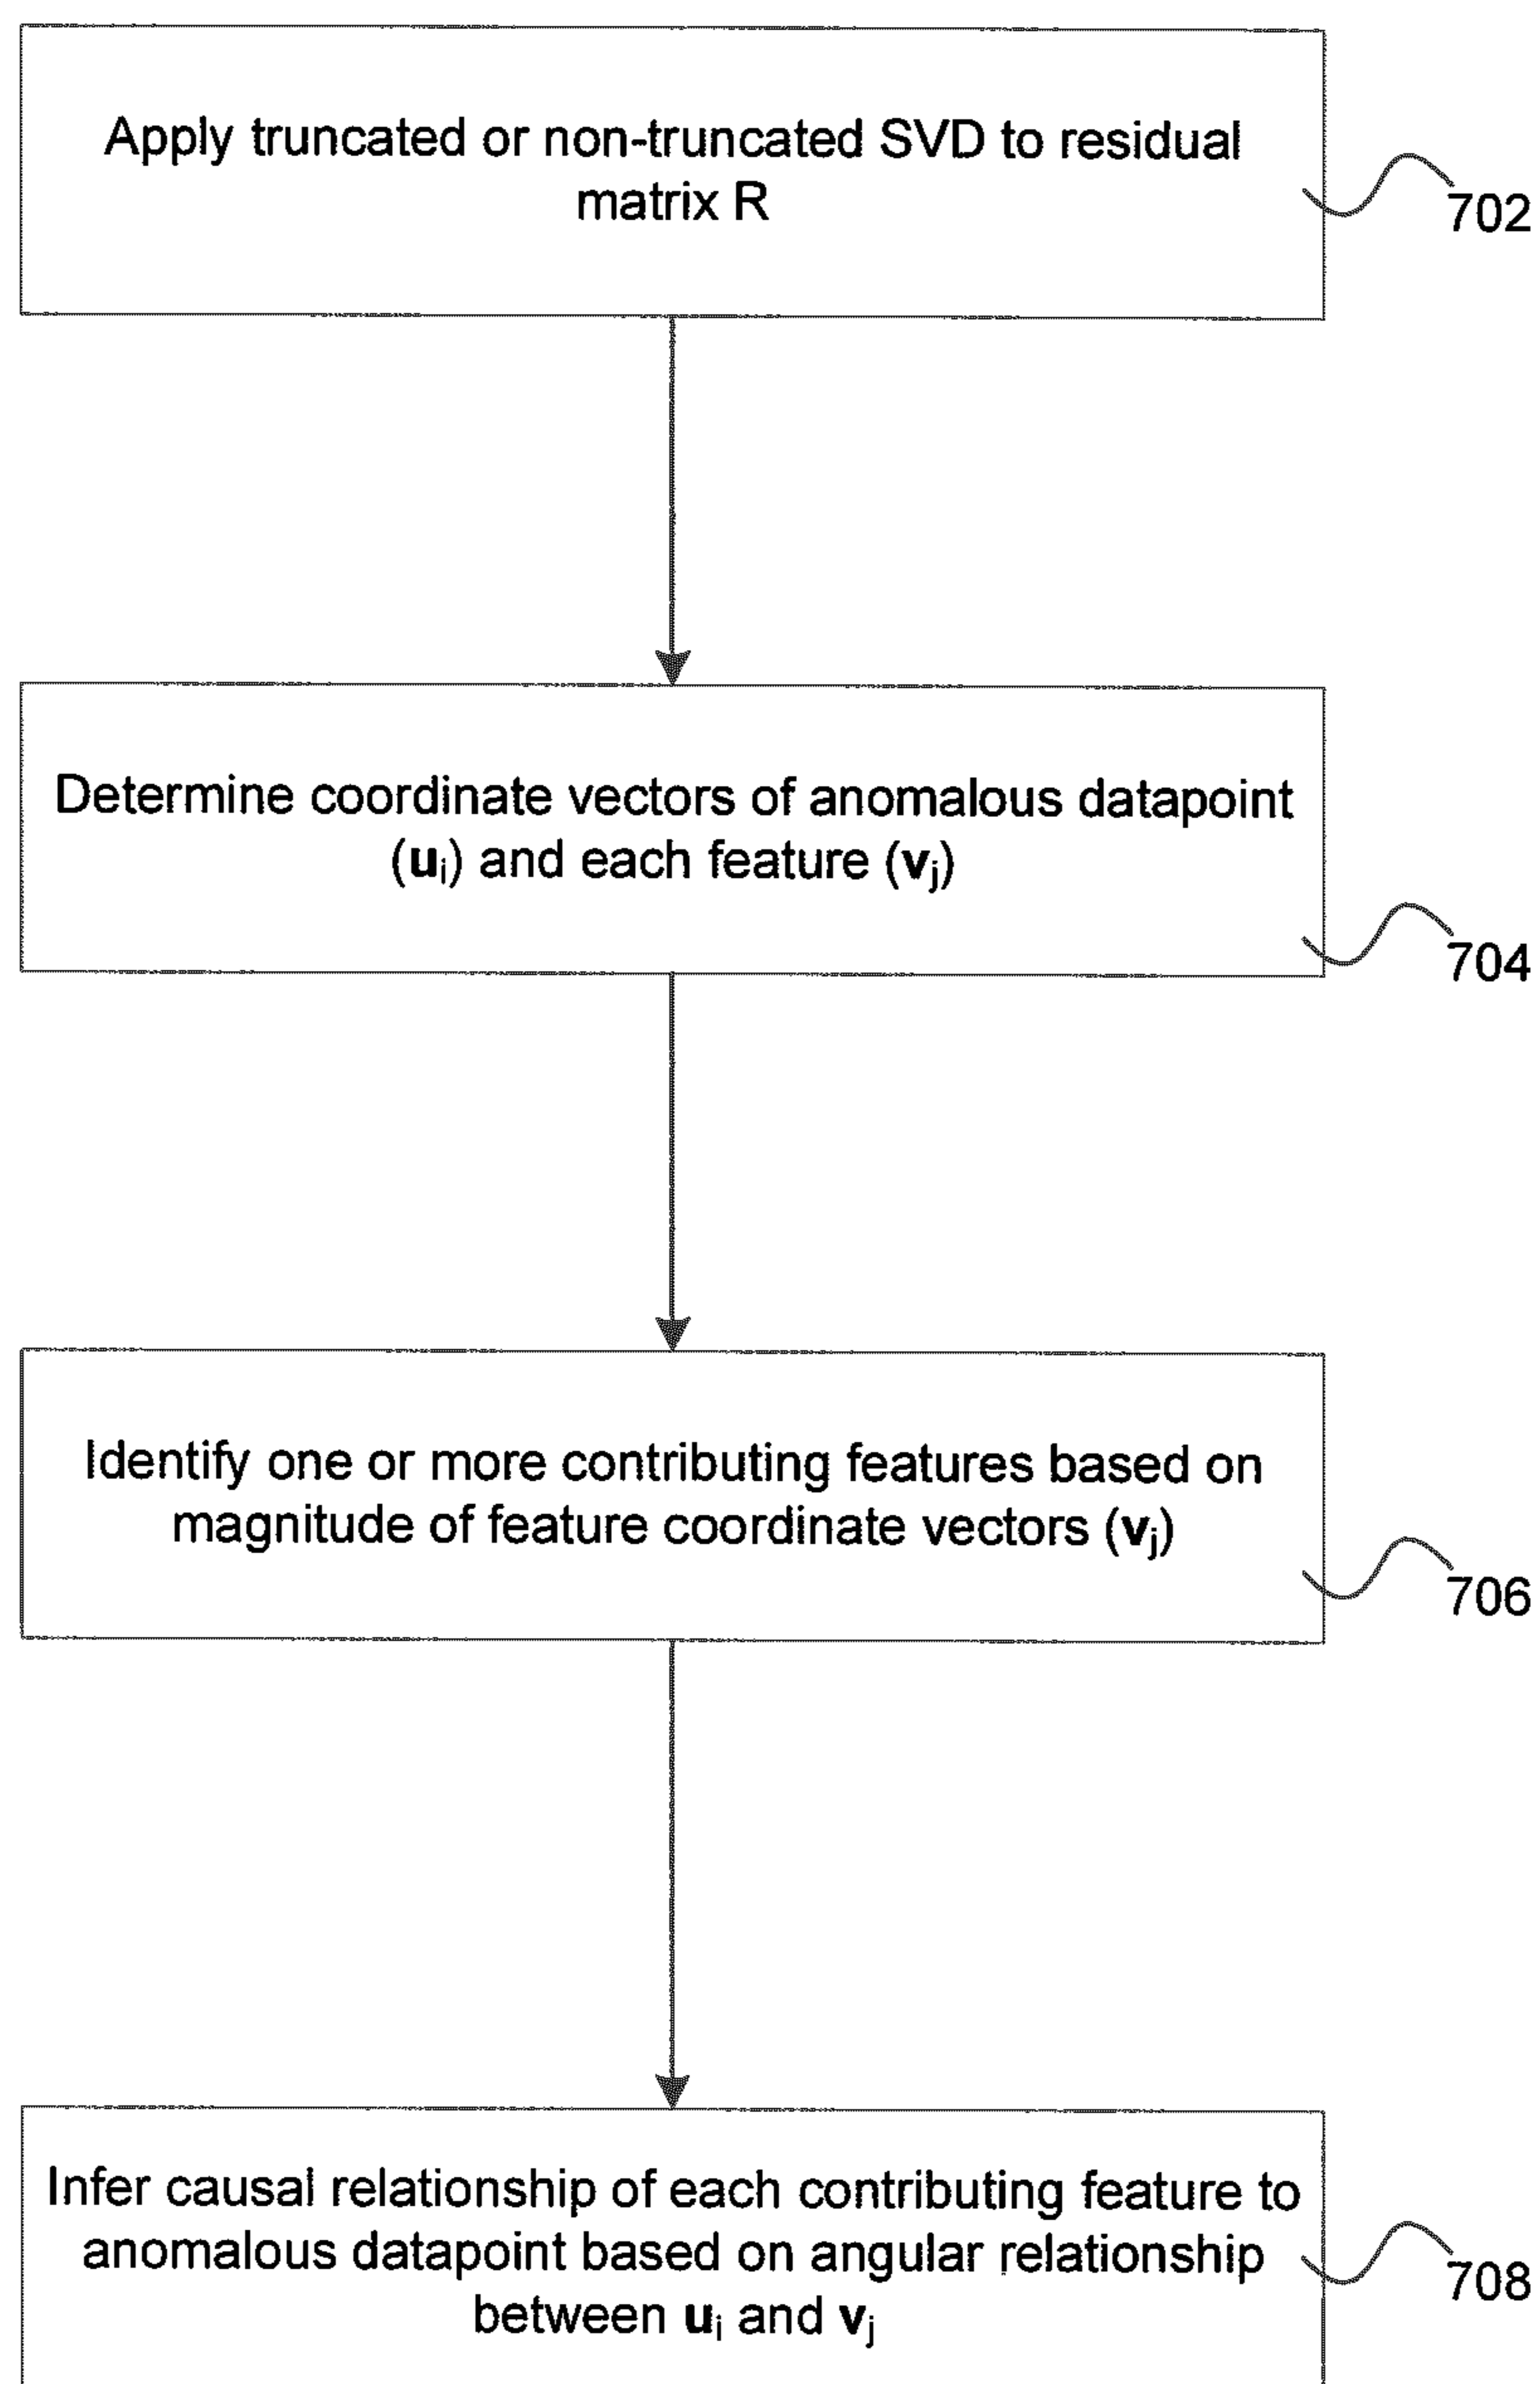 Apply truncated or non-truncated SVD to residual
matrix R
702
Determine coordinate vectors of anomalous datapoint
(uᵢ) and each feature (vⱼ)
704
Identify one or more contributing features based on
magnitude of feature coordinate vectors (vⱼ)
706
Infer causal relationship of each contributing feature to
anomalous datapoint based on angular relationship
between uᵢ and vⱼ
708